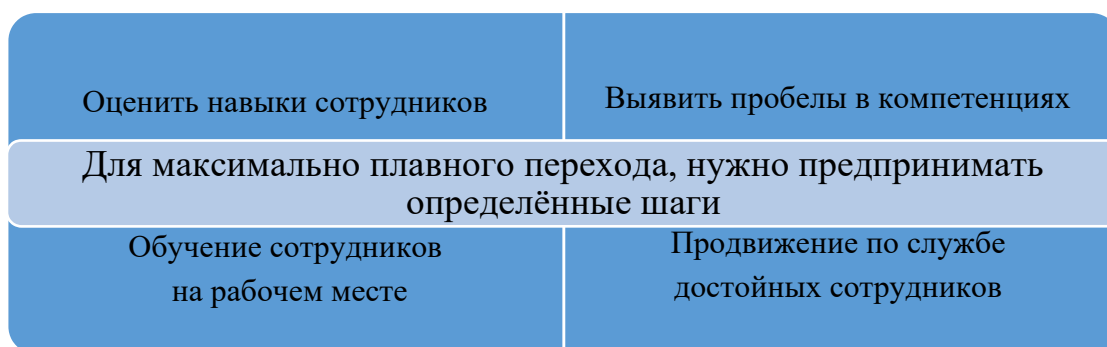 Оценить навыки сотрудников
Выявить пробелы в компетенциях
Для максимально плавного перехода, нужно предпринимать
определённые шаги
Обучение сотрудников
на рабочем месте
Продвижение по службе
достойных сотрудников